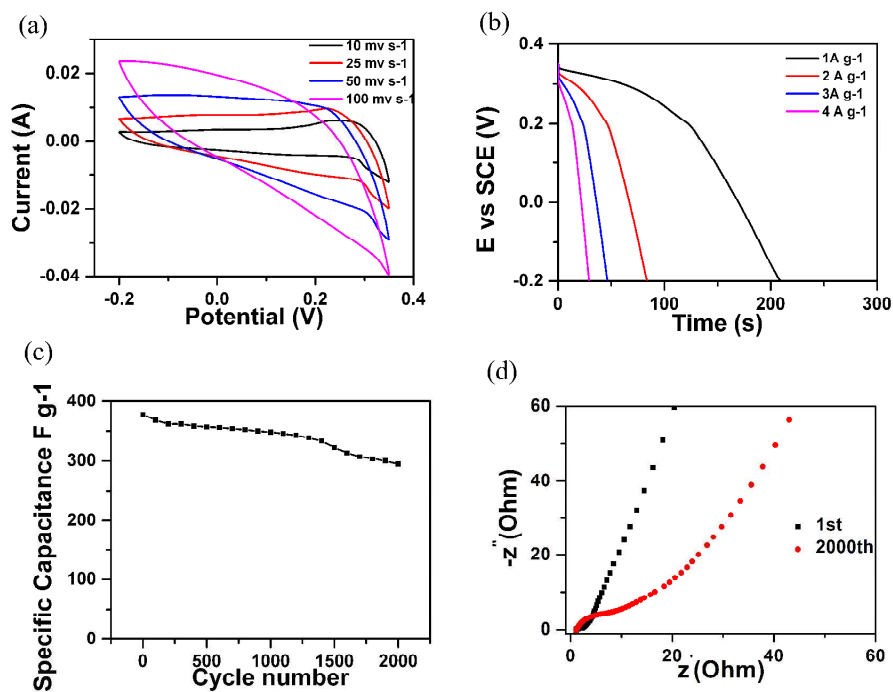 (a)
10 mv s-1
25 mv s-1
50 mv s-1
100 mv s-1
0.02
0.00
-0.02
-0.04
Current (A)
-0.2
0.0
0.2
0.4
Potential (V)
(b)
1A g-1
2 A g-1
3A g-1
4 A g-1
0.4
0.2
0.0
-0.2
E vs SCE (V)
0
100
200
300
Time (s)
(c)
400
300
200
100
0
Specific Capacitance F g-1
0
500
1000
1500
2000
Cycle number
(d)
60
40
20
0
-z" (Ohm)
1st
2000th
0
20
40
60
z' (Ohm)